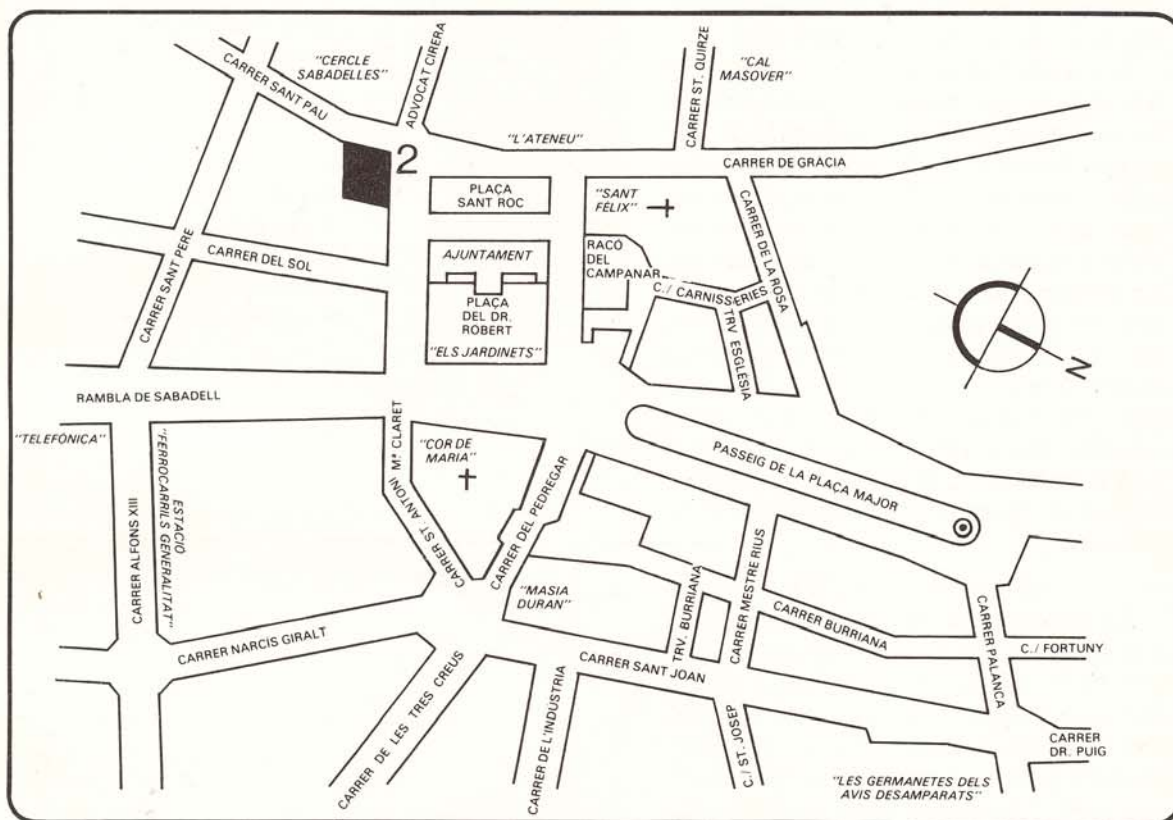 CARRER SANT PAU
"CERCLE
SABADELLES"
ADVOCAT CIRERA
CARRER ST. QUIRZE
"CAL
MASOVER"
2
"L'ATENEU"
CARRER DE GRÀCIA
PLAÇA
SANT ROC
"SANT
FÈLIX"
CARRER DE LA ROSA
CARRER SANT PERE
CARRER DEL SOL
AJUNTAMENT
RACÓ
DEL
CAMPANAR
C./ CARNISSERIES
PLAÇA
DEL DR.
ROBERT
TRV ESGLÉSIA
"ELS JARDINETS"
N
RAMBLA DE SABADELL
"TELEFÒNICA"
CARRER ALFONS XIII
ESTACIÓ
"FERROCARRILS GENERALITAT"
CARRER ST. ANTONI Mª CLARET
"COR DE
MARIA"
CARRER DEL PEDREGAR
PASSEIG DE LA PLAÇA MAJOR
"MASIA
DURAN"
TRV. BURRIANA
CARRER MESTRE RIUS
CARRER BURRIANA
CARRER PALANCA
C./ FORTUNY
CARRER NARCÍS GIRALT
CARRER SANT JOAN
CARRER DE LES TRES CREUS
CARRER DE L'INDUSTRIA
C./ ST. JOSEP
CARRER
DR. PUIG
"LES GERMANETES DELS
AVIS DESAMPARATS"